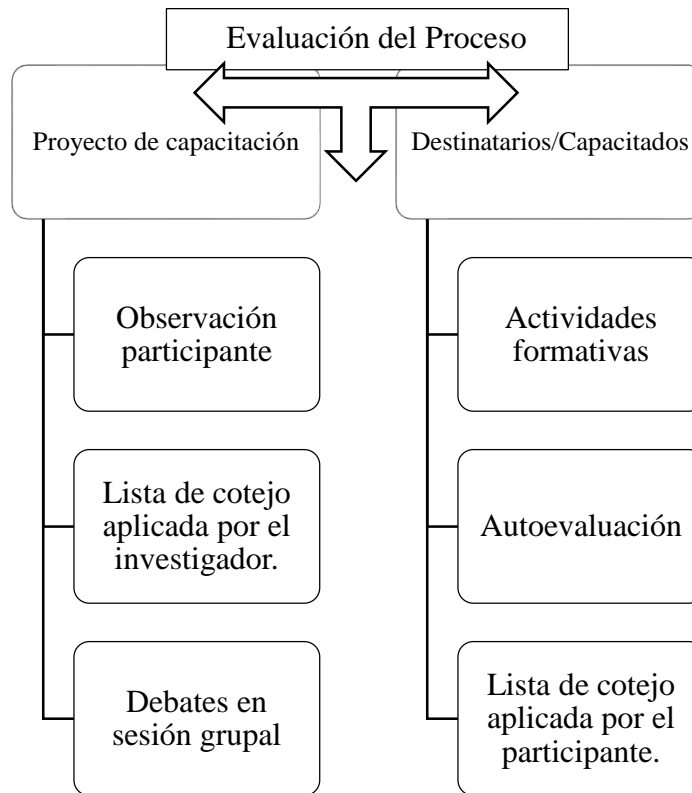 Evaluación del Proceso
Proyecto de capacitación
Destinatarios/Capacitados
Observación
participante
Lista de cotejo
aplicada por el
investigador.
Debates en
sesión grupal
Actividades
formativas
Autoevaluación
Lista de cotejo
aplicada por el
participante.